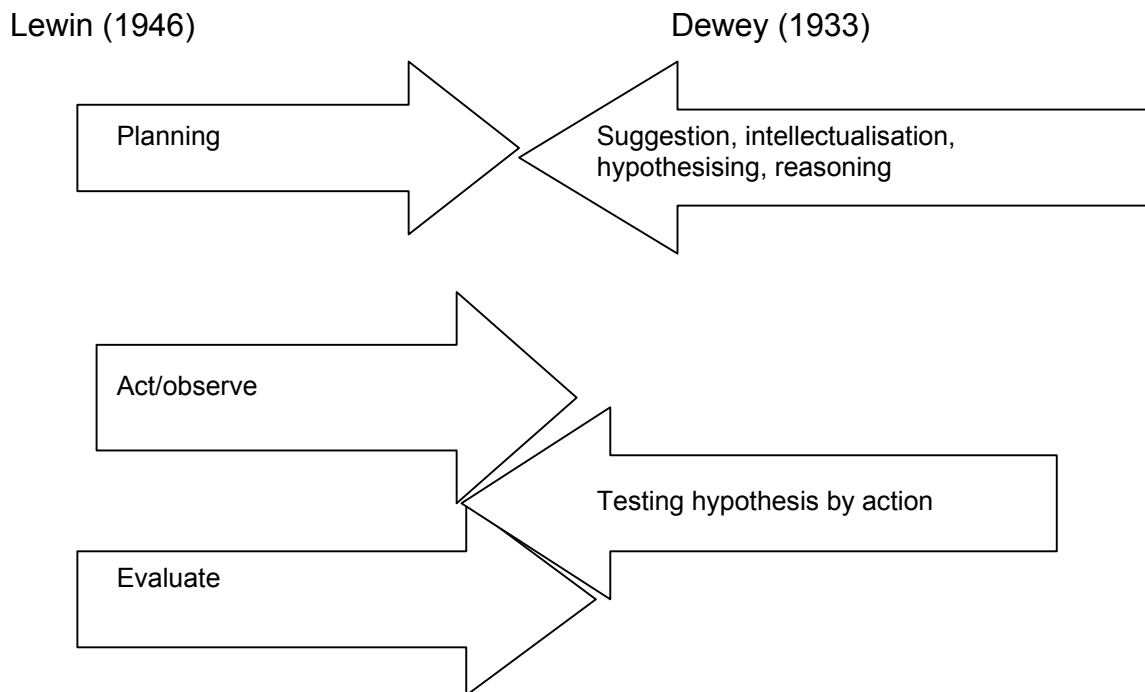 Lewin (1946)
Dewey (1933)
Planning
Suggestion, intellectualisation,
hypothesising, reasoning
Act/observe
Testing hypothesis by action
Evaluate